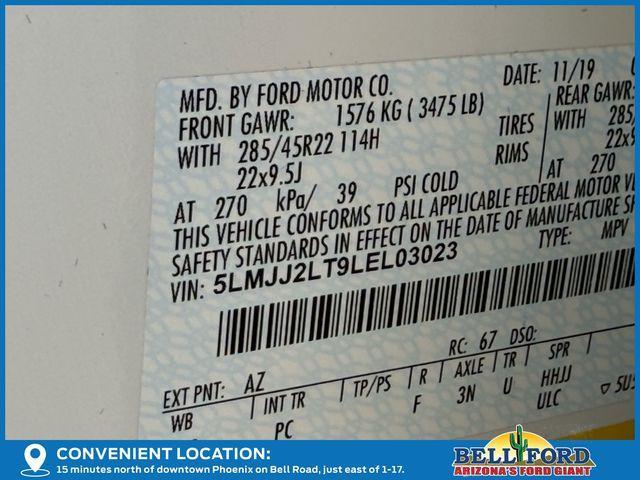 MFD. BY FORD MOTOR CO.
DATE: 11/19
FRONT GAWR: 1576 KG ( 3475 LB)
REAR GAWR:
WITH 285/45R22 114H
TIRES WITH 285/
22x9.5J
RIMS 22x9
AT 270 kPa/ 39 PSI COLD
AT 270
THIS VEHICLE CONFORMS TO ALL APPLICABLE FEDERAL MOTOR
SAFETY STANDARDS IN EFFECT ON THE DATE OF MANUFACTURE
VIN: 5LMJJ2LT9LEL03023
TYPE: MPV
RC: 67 DSO:
EXT PNT: AZ
WB INT TR TP/PS R AXLE TR SPR
PC F 3N U HHJJ
ULC
CONVENIENT LOCATION:
15 minutes north of downtown Phoenix on Bell Road, just east of 1-17.
BELL FORD
ARIZONA'S FORD GIANT